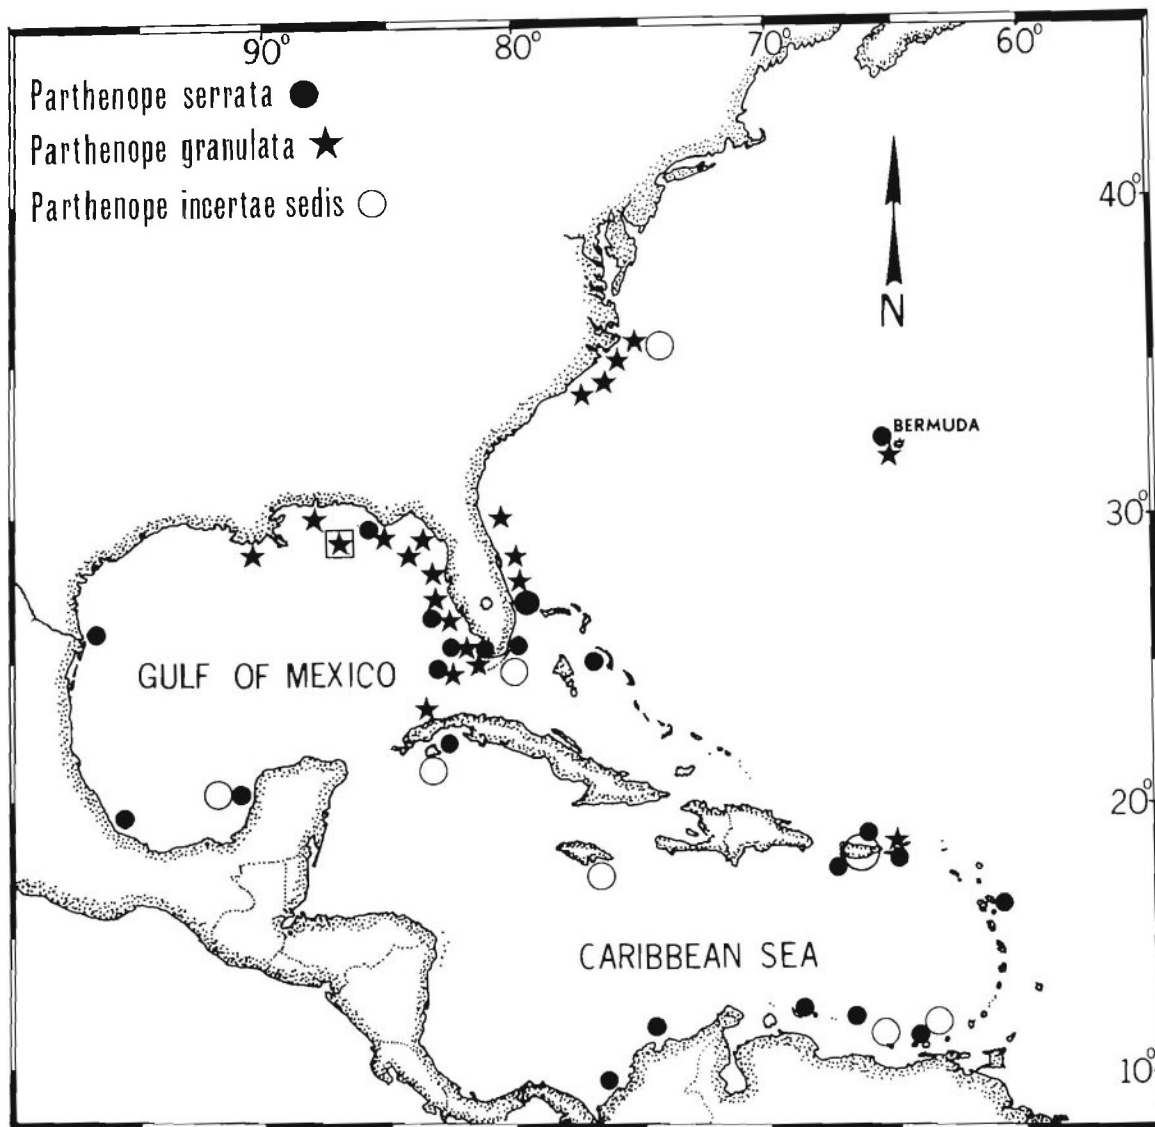 90° 80° 70° 60°
Parthenope serrata
Parthenope granulata
Parthenope incertae sedis
40°
N
BERMUDA
30°
GULF OF MEXICO
20°
CARIBBEAN SEA
10°